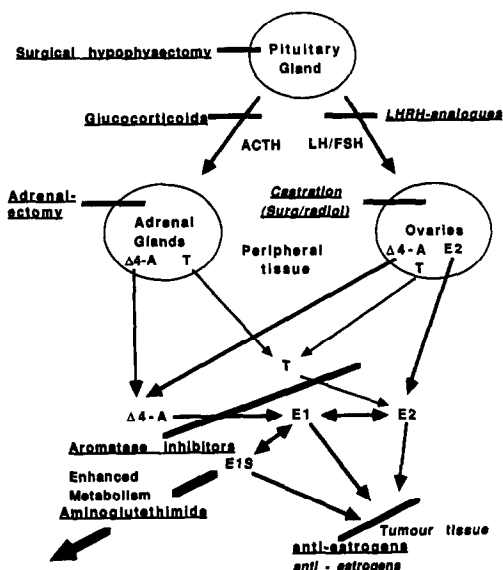 Surgical hypophysectomy
Pituitary
Gland
Glucocorticoids
LHRH-analogues
ACTH
LH/FSH
Adrenal-
ectomy
Castration
(Surg/radiol)
Adrenal
Glands
Δ4-A T
Peripheral
tissue
Ovaries
Δ4-A E2
T
T
Δ4-A
E1
E2
Aromatase inhibitors
E1S
Enhanced
Metabolism
Aminoglutethimide
Tumour tissue
anti-estrogens
anti - estrogens